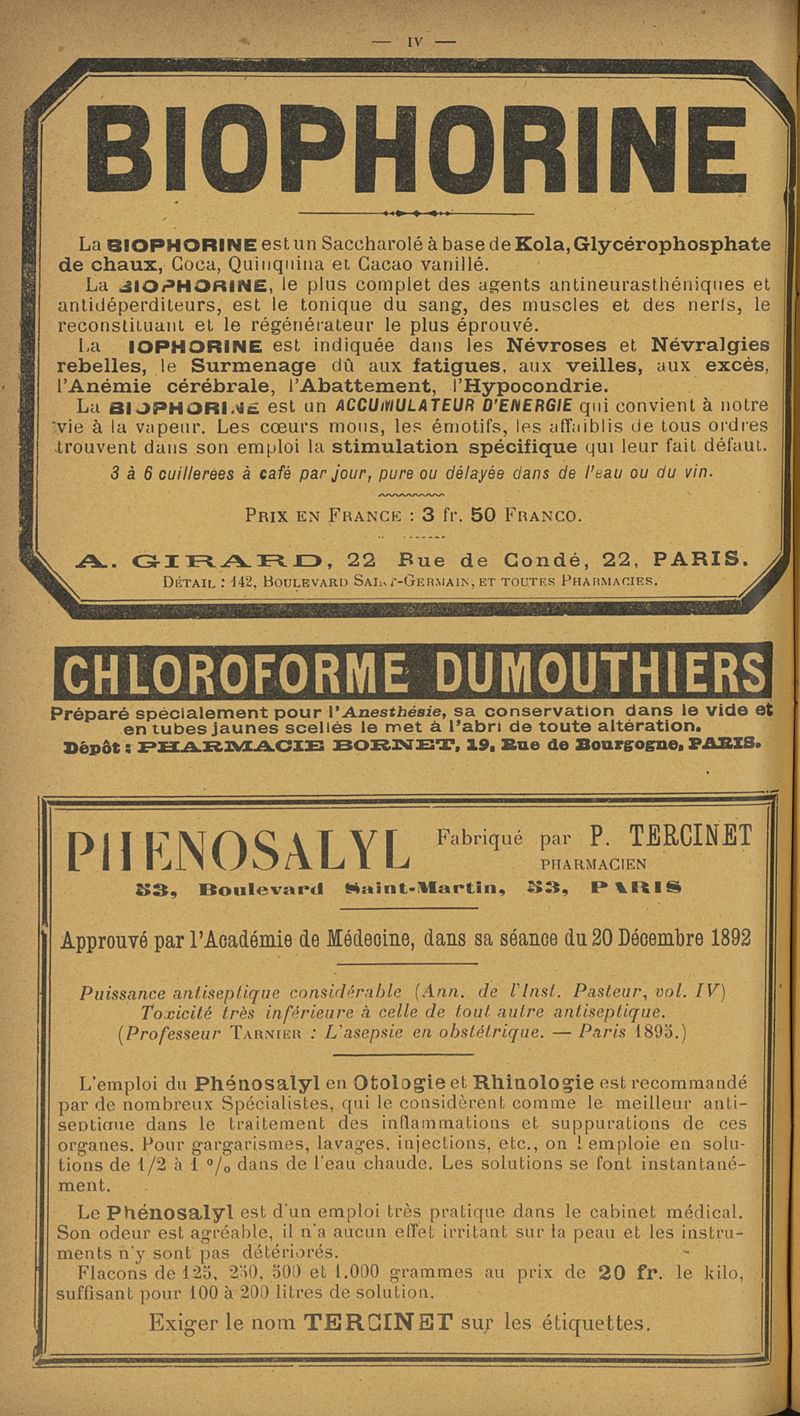 — IV —
BIOPHORINE
La BIOPHORINE est un Saccharolé à base de Kola, Glycérophosphate
de chaux, Coca, Quinquina et Cacao vanillé.
La BIOPHORINE, le plus complet des agents antineurasthéniques et
antidéperditeurs, est le tonique du sang, des muscles et des nerfs, le
reconstituant et le régénérateur le plus éprouvé.
La IOPHORINE est indiquée dans les Névroses et Névralgies
rebelles, le Surmenage dû aux fatigues, aux veilles, aux excès,
l'Anémie cérébrale, l'Abattement, l'Hypocondrie.
La BIOPHORINE est un ACCUMULATEUR D'ENERGIE qui convient à notre
vie à la vapeur. Les cœurs mous, les émotifs, les affaiblis de tous ordres
trouvent dans son emploi la stimulation spécifique qui leur fait défaut.
3 à 6 cuillerées à café par jour, pure ou délayée dans de l'eau ou du vin.
PRIX EN FRANCE : 3 fr. 50 FRANCO.
A. GIRARD, 22 Rue de Condé, 22, PARIS.
DÉTAIL : 142, BOULEVARD SAINT-GERMAIN, ET TOUTES PHARMACIES.
CHLOROFORME DUMOUTHIERS
Préparé spécialement pour l'Anesthésie, sa conservation dans le vide et
en tubes jaunes scellés le met à l'abri de toute altération.
Dépôt : PHARMACIE BORNET, 19, Rue de Bourgogne, PARIS.
PHENOSALYL Fabriqué par P. TERCINET
PHARMACIEN
53, Boulevard Saint-Martin, 53, PARIS
Approuvé par l'Académie de Médecine, dans sa séance du 20 Décembre 1892
Puissance antiseptique considérable (Ann. de l'Inst. Pasteur, vol. IV)
Toxicité très inférieure à celle de tout autre antiseptique.
(Professeur TARNIER : L'asepsie en obstétrique. — Paris 1895.)
L'emploi du Phénosalyl en Otologie et Rhinologie est recommandé
par de nombreux Spécialistes, qui le considèrent comme le meilleur anti-
septique dans le traitement des inflammations et suppurations de ces
organes. Pour gargarismes, lavages, injections, etc., on l emploie en solu-
tions de 1/2 à 1 % dans de l'eau chaude. Les solutions se font instantané-
ment.
Le Phénosalyl est d'un emploi très pratique dans le cabinet médical.
Son odeur est agréable, il n'a aucun effet irritant sur la peau et les instru-
ments n'y sont pas détériorés.
Flacons de 125, 250, 500 et 1.000 grammes au prix de 20 fr. le kilo,
suffisant pour 100 à 200 litres de solution.
Exiger le nom TERCINET sur les étiquettes.